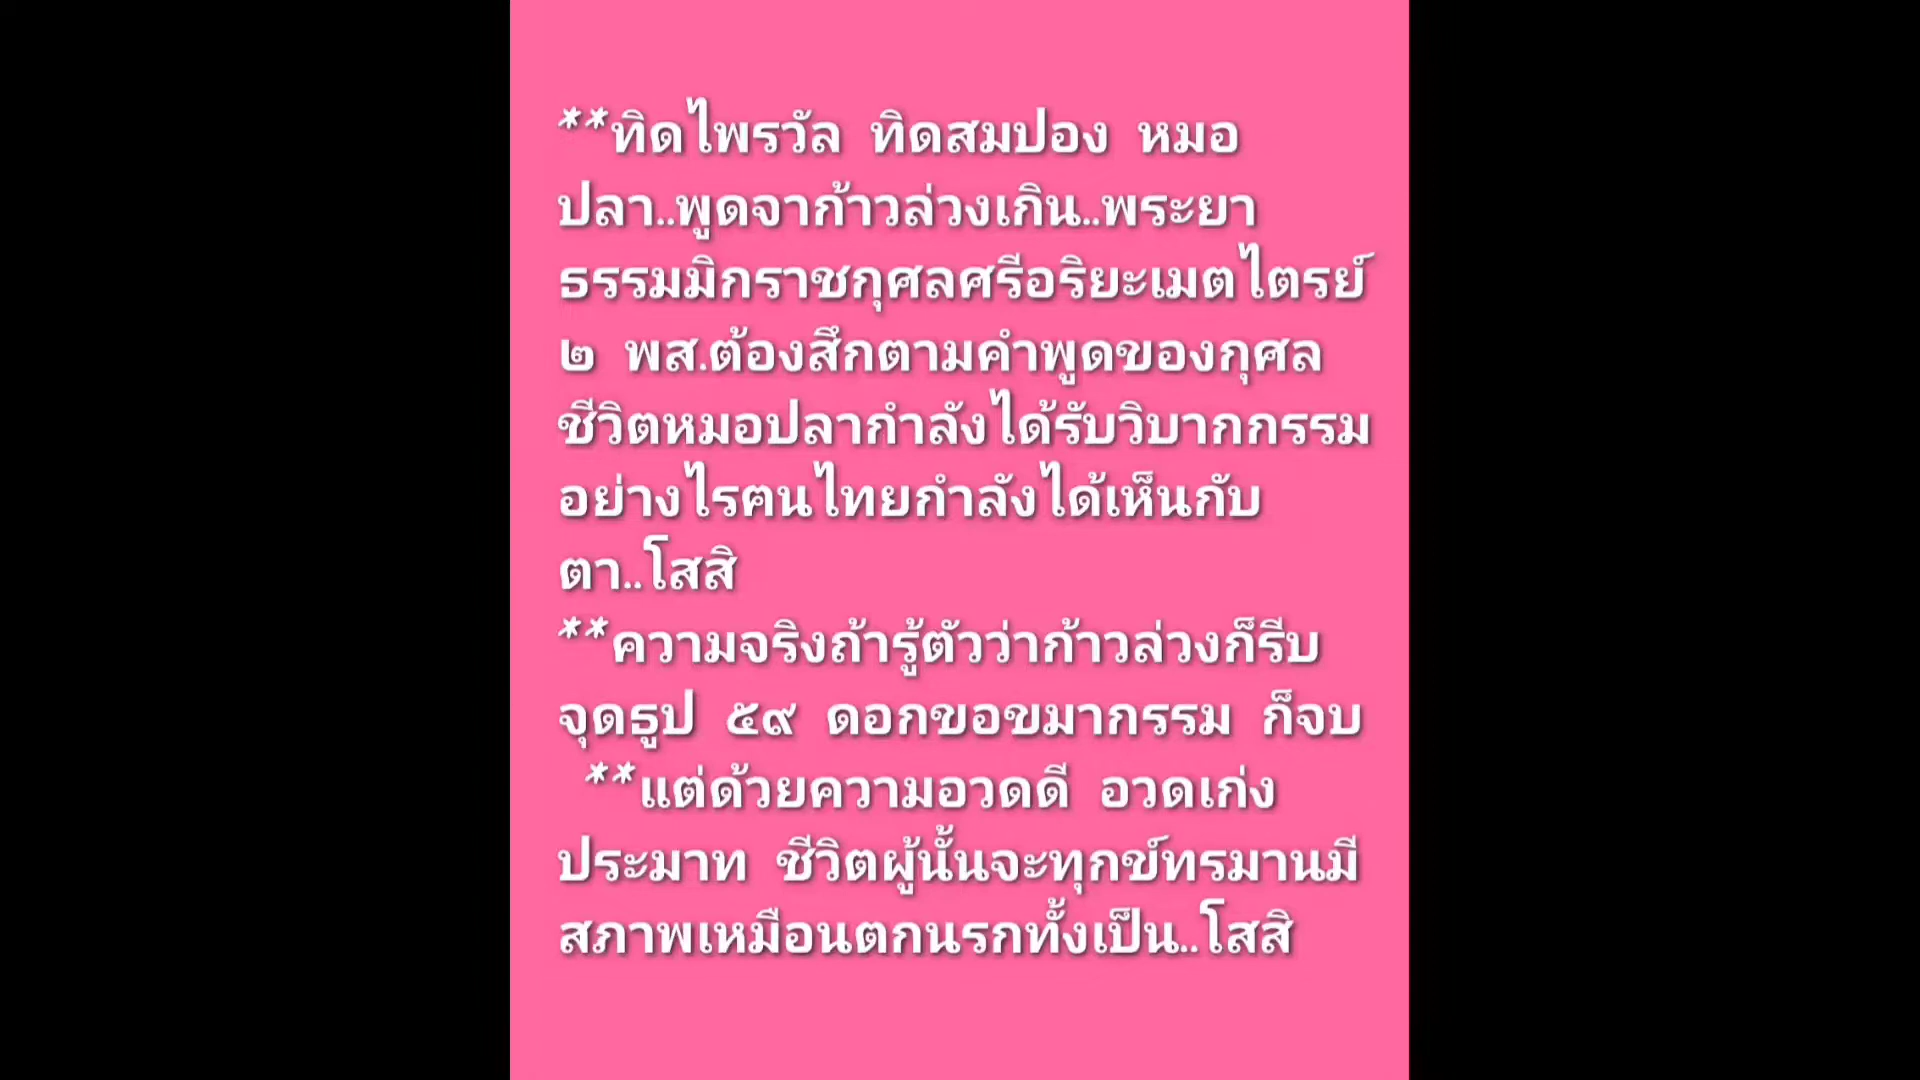 **ทิดไพรวัล ทิดสมปอง หมอ
ปลา..พูดจาก้าวล่วงเกิน..พระยา
ธรรมมิกราชกุศลศรีอริยะเมตไตรย์
๒ พส.ต้องสึกตามคำพูดของกุศล
ชีวิตหมอปลากำลังได้รับวิบากกรรม
อย่างไรฅนไทยกำลังได้เห็นกับ
ตา..โสสิ
**ความจริงถ้ารู้ตัวว่าก้าวล่วงก็รีบ
จุดธูป ๕๙ ดอกขอขมากรรม ก็จบ
**แต่ด้วยความอวดดี อวดเก่ง
ประมาท ชีวิตผู้นั้นจะทุกข์ทรมานมี
สภาพเหมือนตกนรกทั้งเป็น..โสสิ